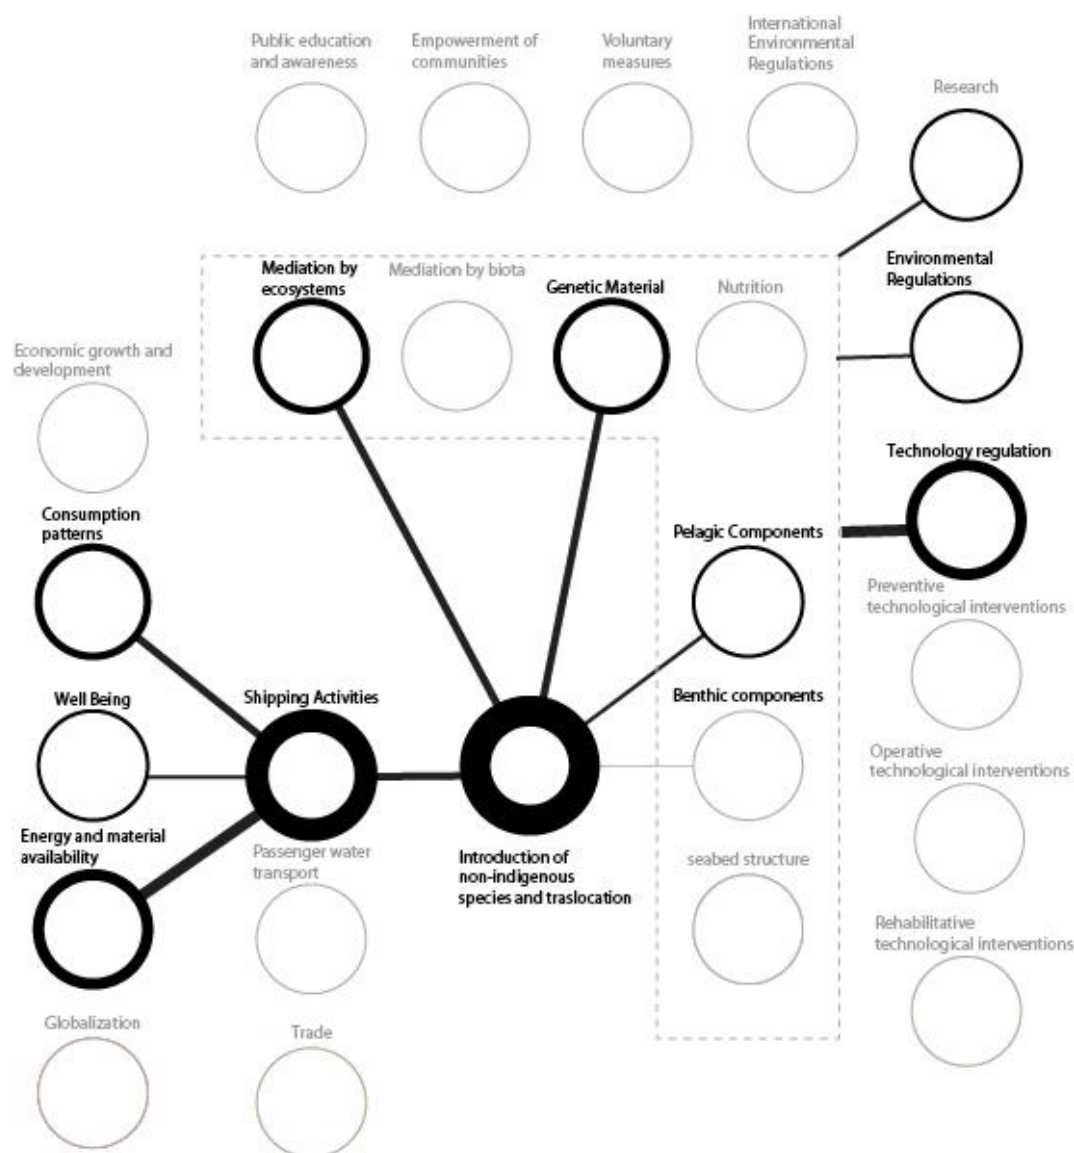 Public education
and awareness
Empowerment of
communities
Voluntary
measures
International
Environmental
Regulations
Research
Mediation by
ecosystems
Mediation by biota
Genetic Material
Nutrition
Environmental
Regulations
Economic growth and
development
Technology regulation
Consumption
patterns
Pelagic Components
Preventive
technological interventions
Well Being
Shipping Activities
Benthic components
Operative
technological interventions
Energy and material
availability
Passenger water
transport
Introduction of
non-indigenous
species and traslocation
seabed structure
Rehabilitative
technological interventions
Globalization
Trade